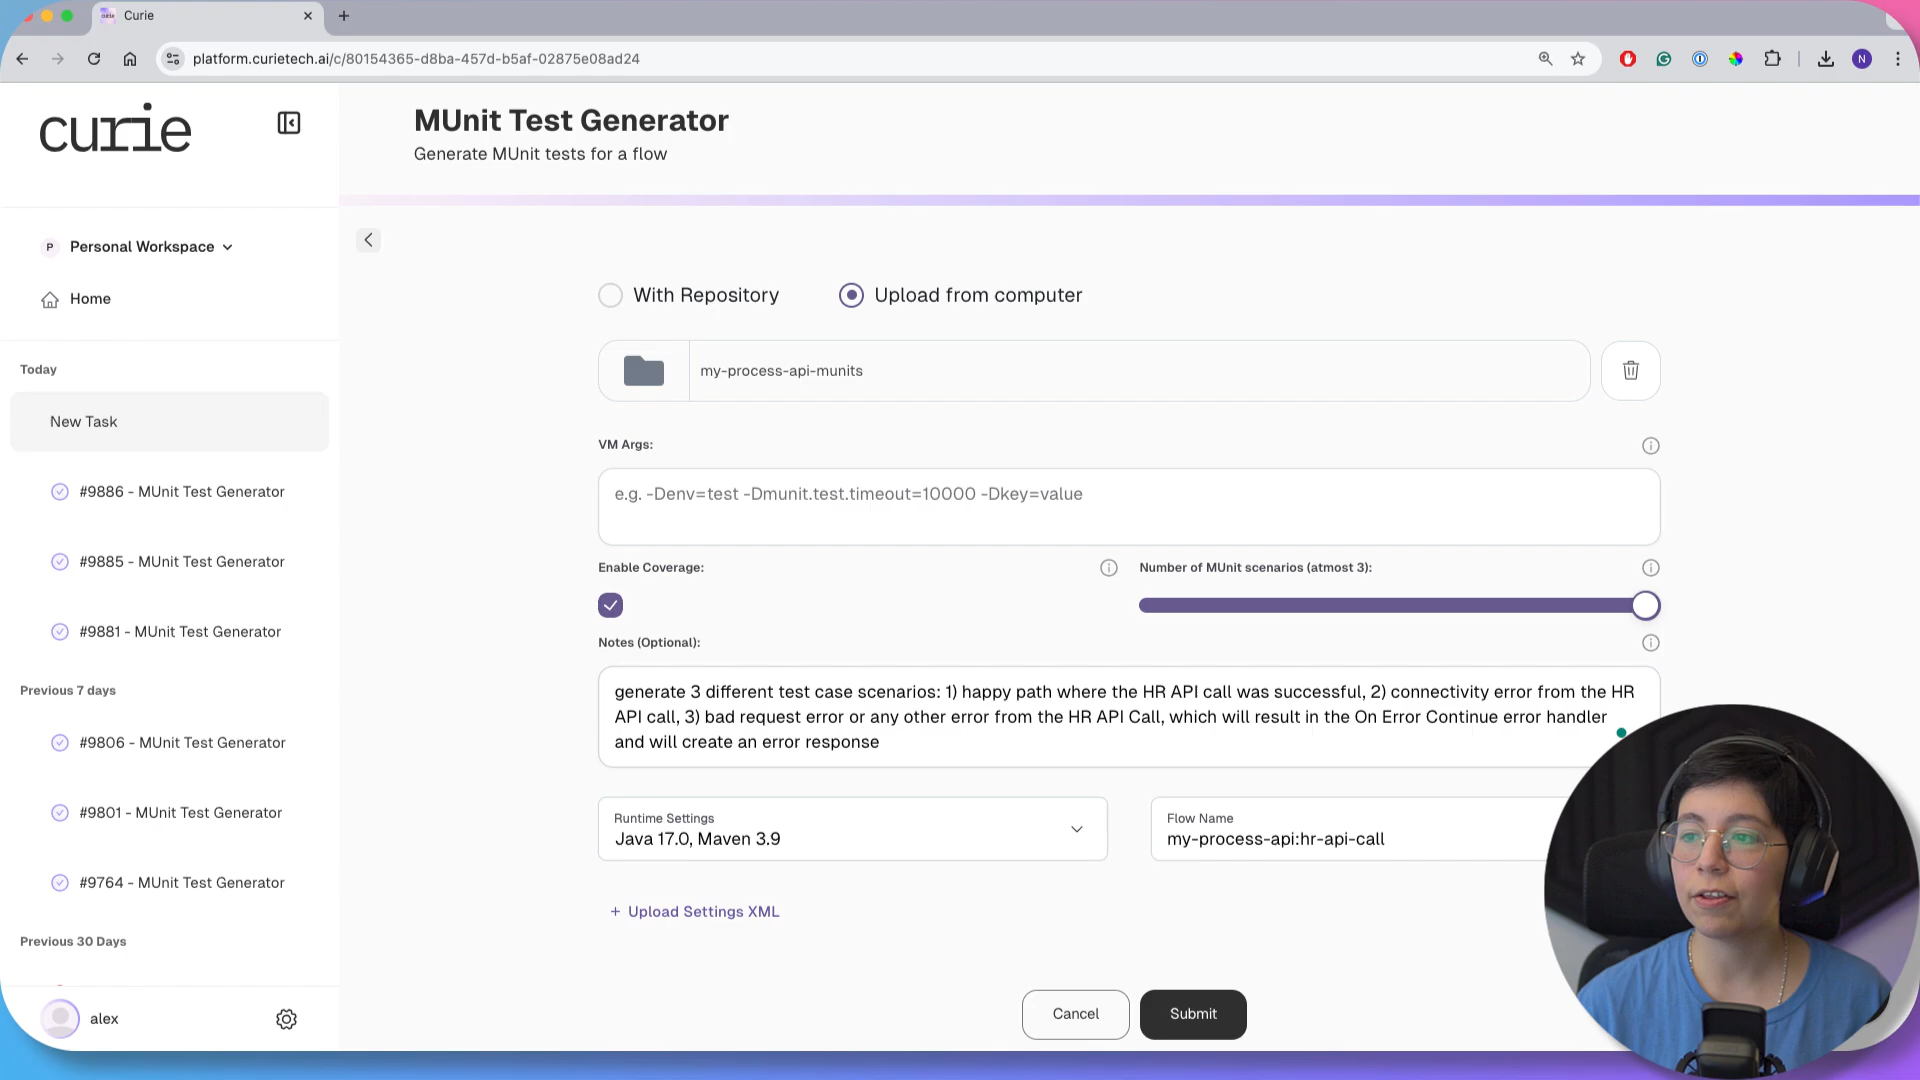 Curie
platform.curietech.ai/c/80154365-d8ba-457d-b5af-02875e08ad24
N
curie
MUnit Test Generator
Generate MUnit tests for a flow
P Personal Workspace
Home
With Repository
Upload from computer
Today
my-process-api-munits
New Task
VM Args:
#9886 - MUnit Test Generator
e.g. -Denv=test -Dmunit.test.timeout=10000 -Dkey=value
#9885 - MUnit Test Generator
Enable Coverage:
Number of MUnit scenarios (atmost 3):
#9881 - MUnit Test Generator
Notes (Optional):
Previous 7 days
generate 3 different test case scenarios: 1) happy path where the HR API call was successful, 2) connectivity error from the HR
API call, 3) bad request error or any other error from the HR API Call, which will result in the On Error Continue error handler
and will create an error response
#9806 - MUnit Test Generator
#9801 - MUnit Test Generator
Runtime Settings
Java 17.0, Maven 3.9
Flow Name
my-process-api:hr-api-call
#9764 - MUnit Test Generator
+ Upload Settings XML
Previous 30 Days
alex
Cancel
Submit